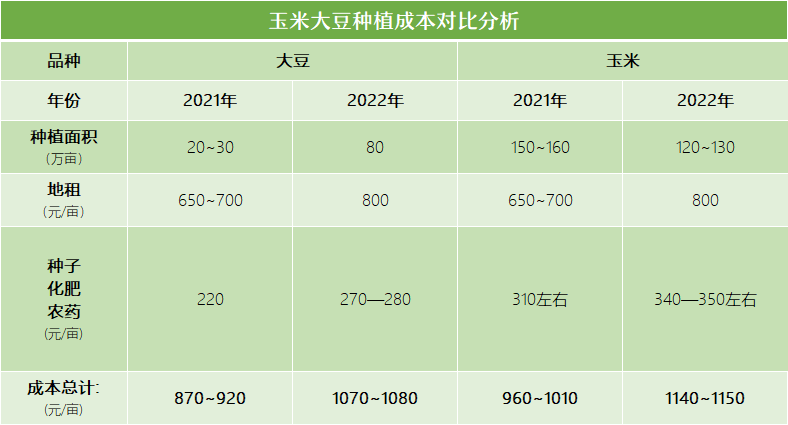 玉米大豆种植成本对比分析
品种 大豆 玉米
年份 2021年 2022年 2021年 2022年
种植面积
(万亩) 20~30 80 150~160 120~130
地租
(元/亩) 650~700 800 650~700 800
种子
化肥
农药
(元/亩) 220 270—280 310左右 340—350左右
成本总计:
(元/亩) 870~920 1070~1080 960~1010 1140~1150